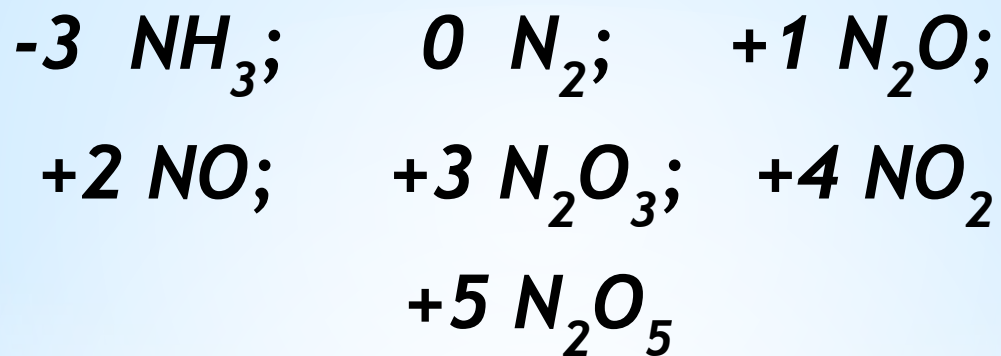 -3 NH₃; 0 N₂; +1 N₂O;
+2 NO; +3 N₂O₃; +4 NO₂
+5 N₂O₅